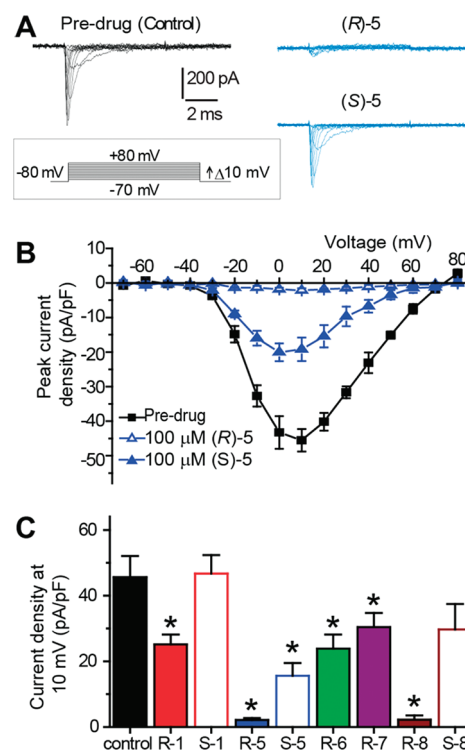 A
Pre-drug (Control)
(R)-5
200 pA
2 ms
(S)-5
+80 mV
-80 mV
↑Δ10 mV
-70 mV
B
Voltage (mV)
-60 -40 -20 0 20 40 60 80
10
0
-10
-20
-30
-40
-50
Peak current
density (pA/pF)
Pre-drug
100 μM (R)-5
100 μM (S)-5
C
60
40
20
0
Current density at
10 mV (pA/pF)
* * * * * *
control R-1 S-1 R-5 S-5 R-6 R-7 R-8 S-8